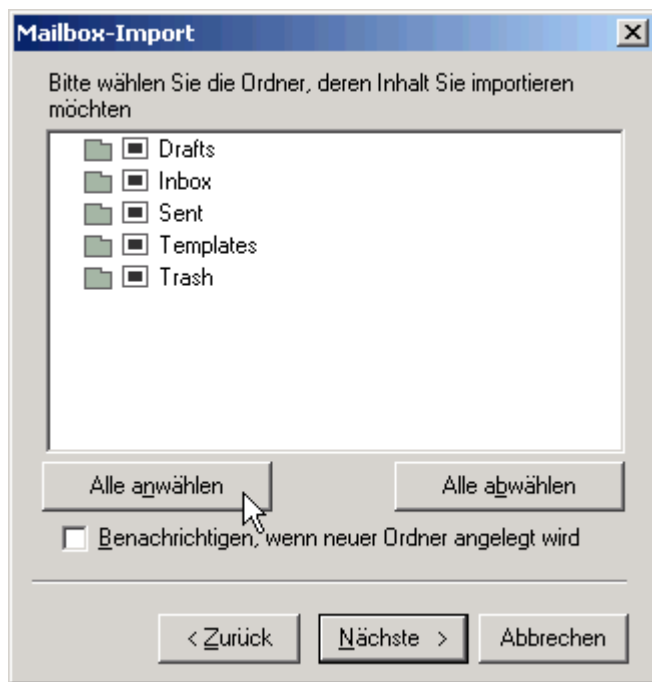 Mailbox-Import
Bitte wählen Sie die Ordner, deren Inhalt Sie importieren
möchten
Drafts
Inbox
Sent
Templates
Trash
Alle anwählen
Alle abwählen
Benachrichtigen, wenn neuer Ordner angelegt wird
< Zurück
Nächste >
Abbrechen